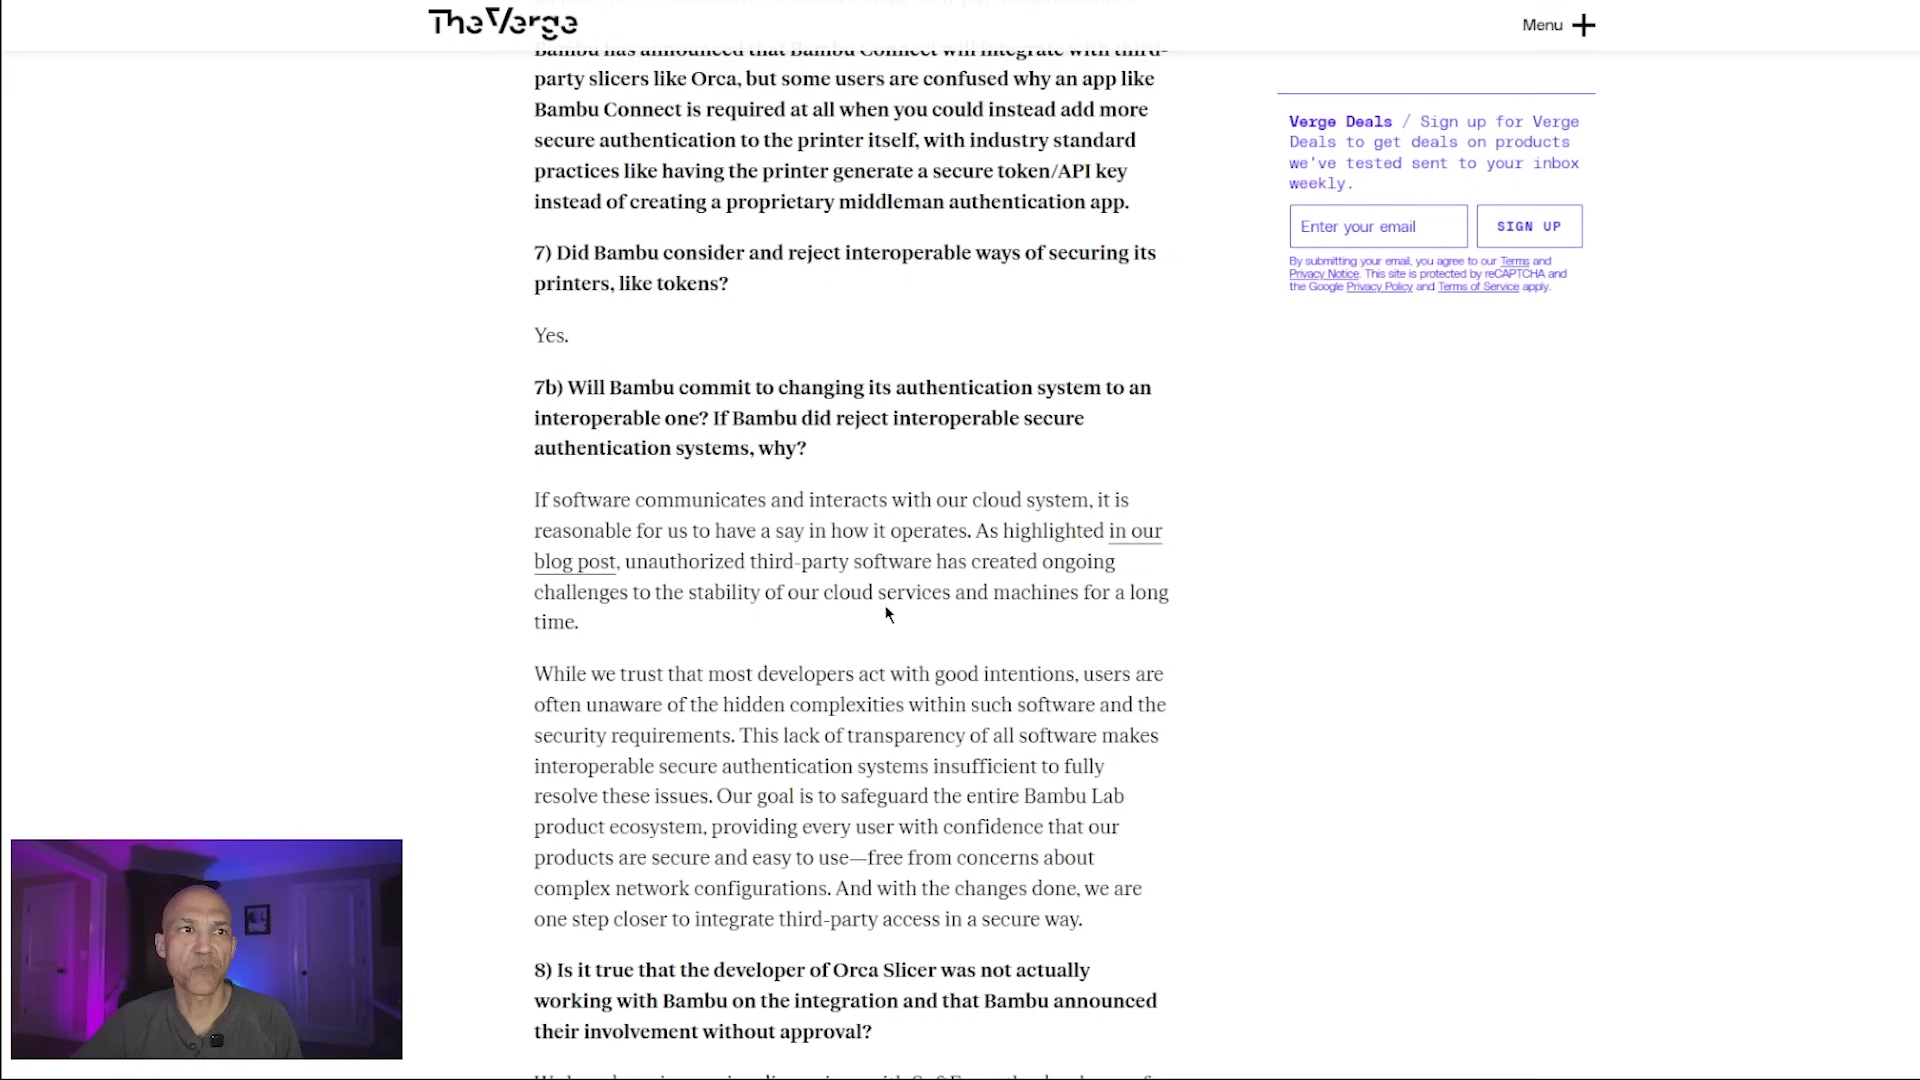 The Verge
Menu
Bambu has announced that Bambu Connect will integrate with third-
party slicers like Orca, but some users are confused why an app like
Bambu Connect is required at all when you could instead add more
secure authentication to the printer itself, with industry standard
practices like having the printer generate a secure token/API key
instead of creating a proprietary middleman authentication app.
7) Did Bambu consider and reject interoperable ways of securing its
printers, like tokens?
Yes.
7b) Will Bambu commit to changing its authentication system to an
interoperable one? If Bambu did reject interoperable secure
authentication systems, why?
If software communicates and interacts with our cloud system, it is
reasonable for us to have a say in how it operates. As highlighted in our
blog post, unauthorized third-party software has created ongoing
challenges to the stability of our cloud services and machines for a long
time.
While we trust that most developers act with good intentions, users are
often unaware of the hidden complexities within such software and the
security requirements. This lack of transparency of all software makes
interoperable secure authentication systems insufficient to fully
resolve these issues. Our goal is to safeguard the entire Bambu Lab
product ecosystem, providing every user with confidence that our
products are secure and easy to use—free from concerns about
complex network configurations. And with the changes done, we are
one step closer to integrate third-party access in a secure way.
8) Is it true that the developer of Orca Slicer was not actually
working with Bambu on the integration and that Bambu announced
their involvement without approval?
Verge Deals / Sign up for Verge
Deals to get deals on products
we've tested sent to your inbox
weekly.
Enter your email
SIGN UP
By submitting your email, you agree to our Terms and
Privacy Notice. This site is protected by reCAPTCHA and
the Google Privacy Policy and Terms of Service apply.